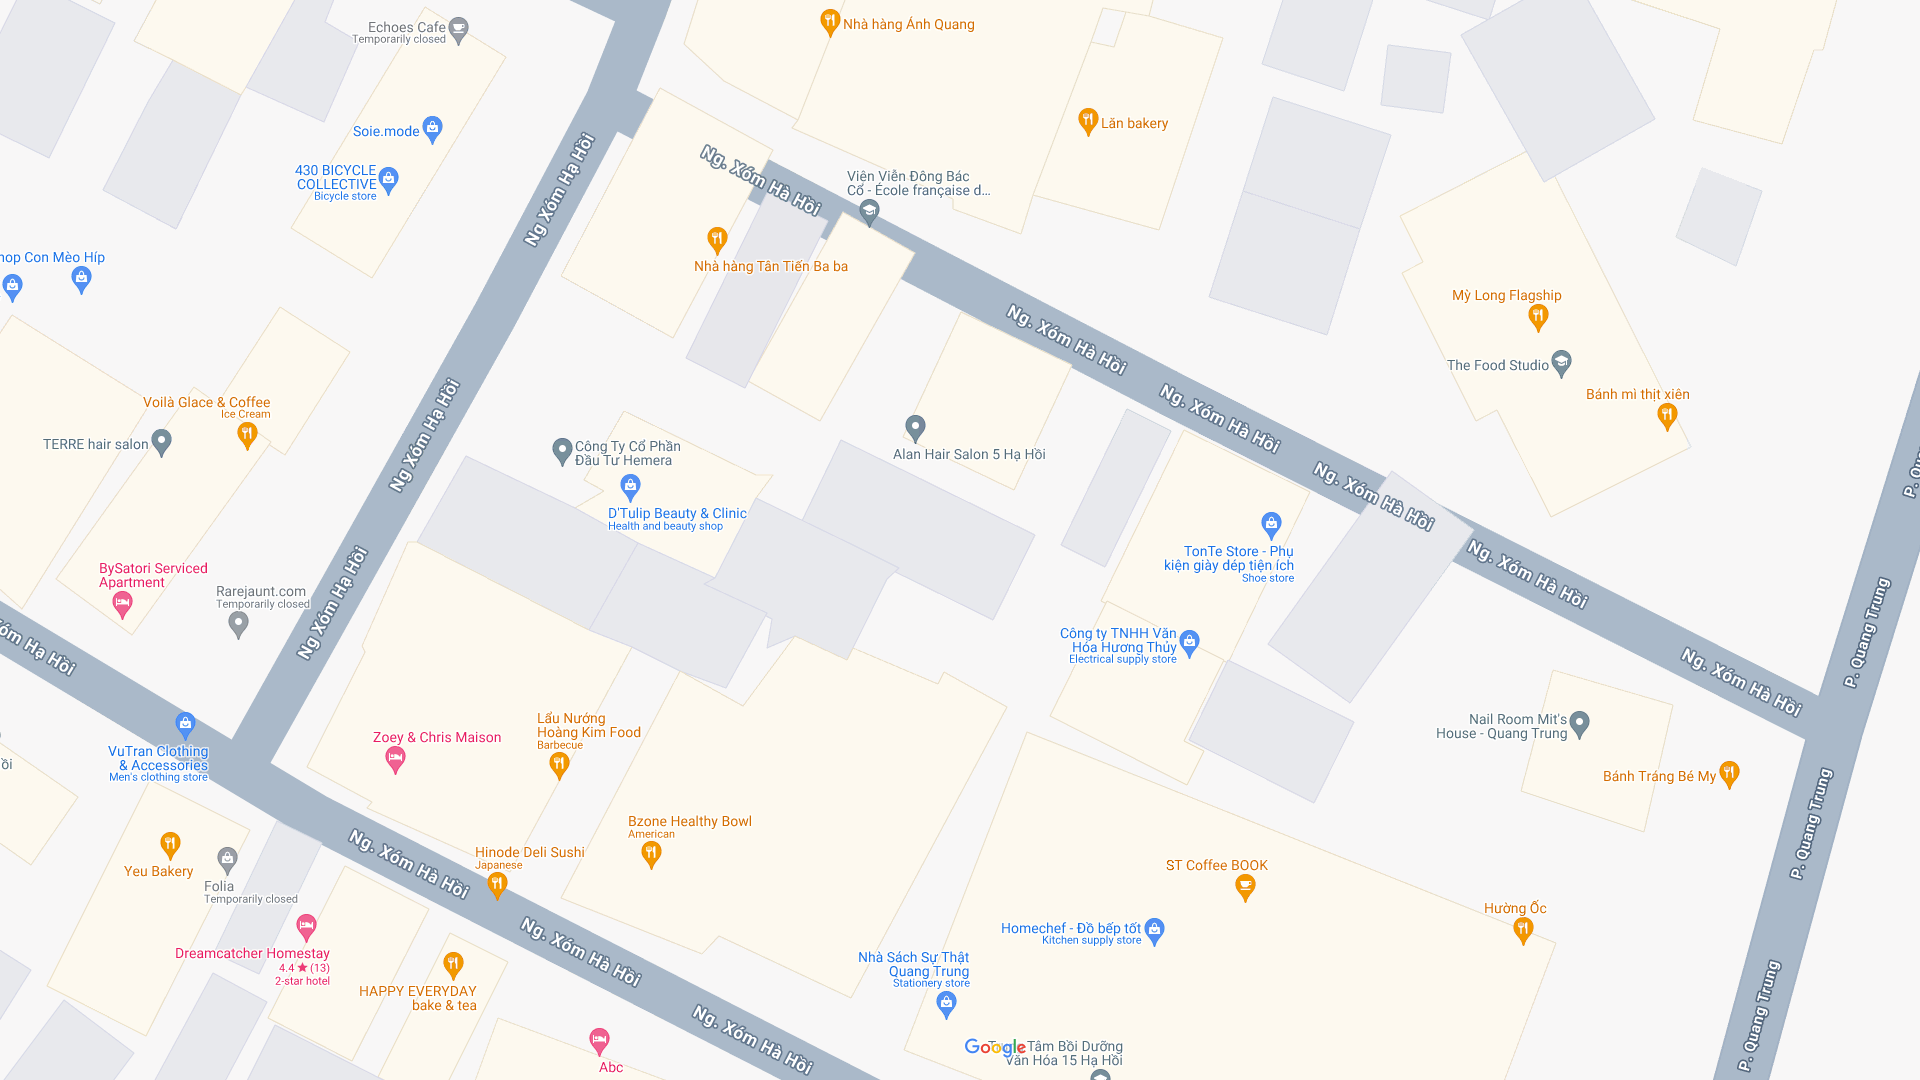 Echoes Cafe
Temporarily closed
Nhà hàng Ánh Quang
Soie.mode
Lăn bakery
430 BICYCLE
COLLECTIVE
Bicycle store
Ng Xóm Hạ Hồi
Ng. Xóm Hà Hồi
Viện Viễn Đông Bác
Cổ - École française d...
Nhà hàng Tân Tiến Ba ba
hop Con Mèo Híp
Mỳ Long Flagship
Ng. Xóm Hà Hồi
The Food Studio
Bánh mì thịt xiên
Voilà Glace & Coffee
Ice Cream
TERRE hair salon
Ng Xóm Hạ Hồi
Ng. Xóm Hà Hồi
Công Ty Cổ Phần
Đầu Tư Hemera
Alan Hair Salon 5 Hạ Hồi
Ng. Xóm Hà Hồi
D'Tulip Beauty & Clinic
Health and beauty shop
TonTe Store - Phụ
kiện giày dép tiện ích
Shoe store
Ng. Xóm Hà Hồi
BySatori Serviced
Apartment
Rarejaunt.com
Temporarily closed
Ng Xóm Hạ Hồi
Xóm Hạ Hồi
Công ty TNHH Văn
Hóa Hương Thủy
Electrical supply store
P. Quang Trung
Ng. Xóm Hà Hồi
VuTran Clothing
& Accessories
Men's clothing store
Zoey & Chris Maison
Lẩu Nướng
Hoàng Kim Food
Barbecue
Nail Room Mit's
House - Quang Trung
Bánh Tráng Bé My
P. Quang Trung
Bzone Healthy Bowl
American
Hinode Deli Sushi
Japanese
Ng. Xóm Hà Hồi
Yeu Bakery
Folia
Temporarily closed
ST Coffee BOOK
Hường Ốc
Homechef - Đồ bếp tốt
Kitchen supply store
Dreamcatcher Homestay
4.4 ★ (13)
2-star hotel
Ng. Xóm Hà Hồi
Nhà Sách Sự Thật
Quang Trung
Stationery store
HAPPY EVERYDAY
bake & tea
P. Quang Trung
Ng. Xóm Hà Hồi
Abc
Google
Tâm Bồi Dưỡng
Văn Hóa 15 Hạ Hồi